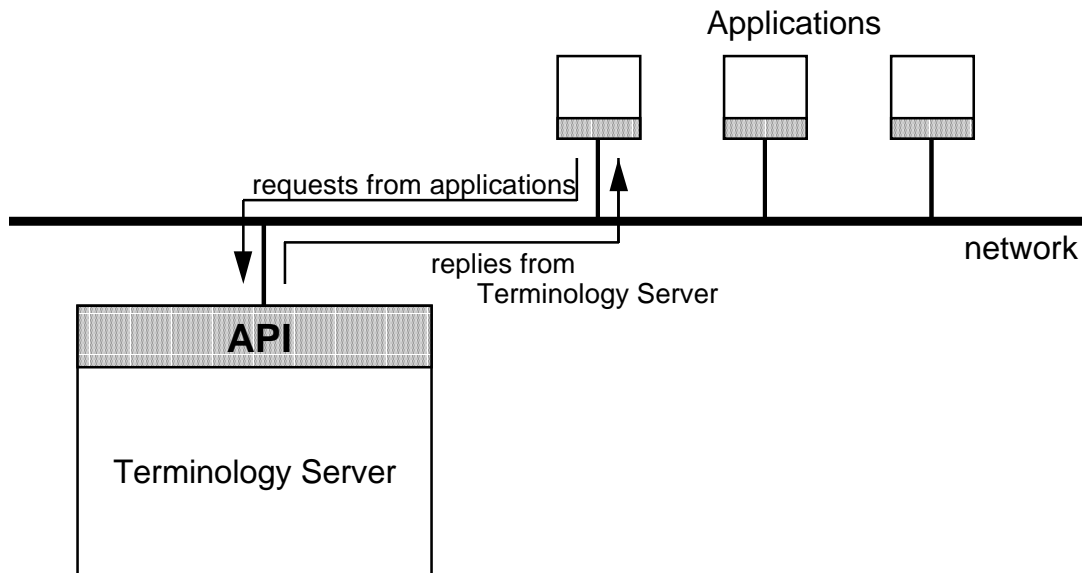 Applications
requests from applications
network
replies from
Terminology Server
API
Terminology Server